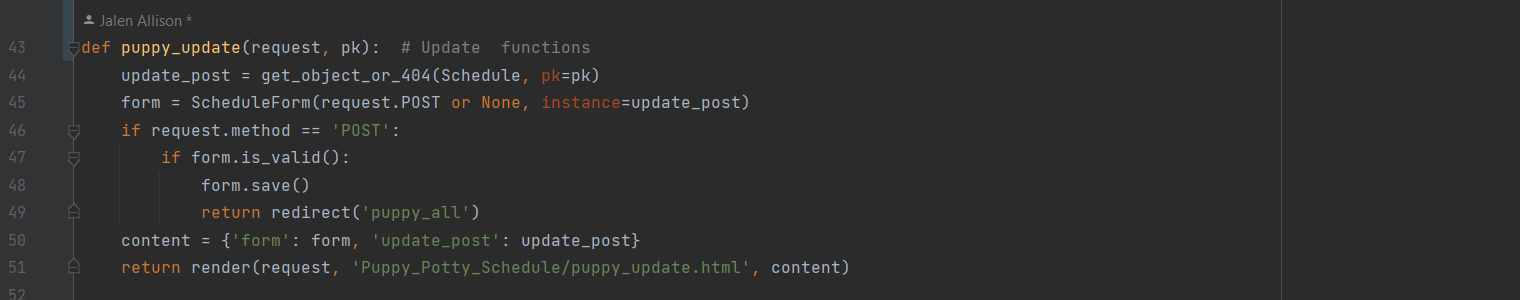 Jalen Allison *
43 def puppy_update(request, pk):  # Update  functions
44     update_post = get_object_or_404(Schedule, pk=pk)
45     form = ScheduleForm(request.POST or None, instance=update_post)
46     if request.method == 'POST':
47         if form.is_valid():
48             form.save()
49             return redirect('puppy_all')
50     content = {'form': form, 'update_post': update_post}
51     return render(request, 'Puppy_Potty_Schedule/puppy_update.html', content)
52